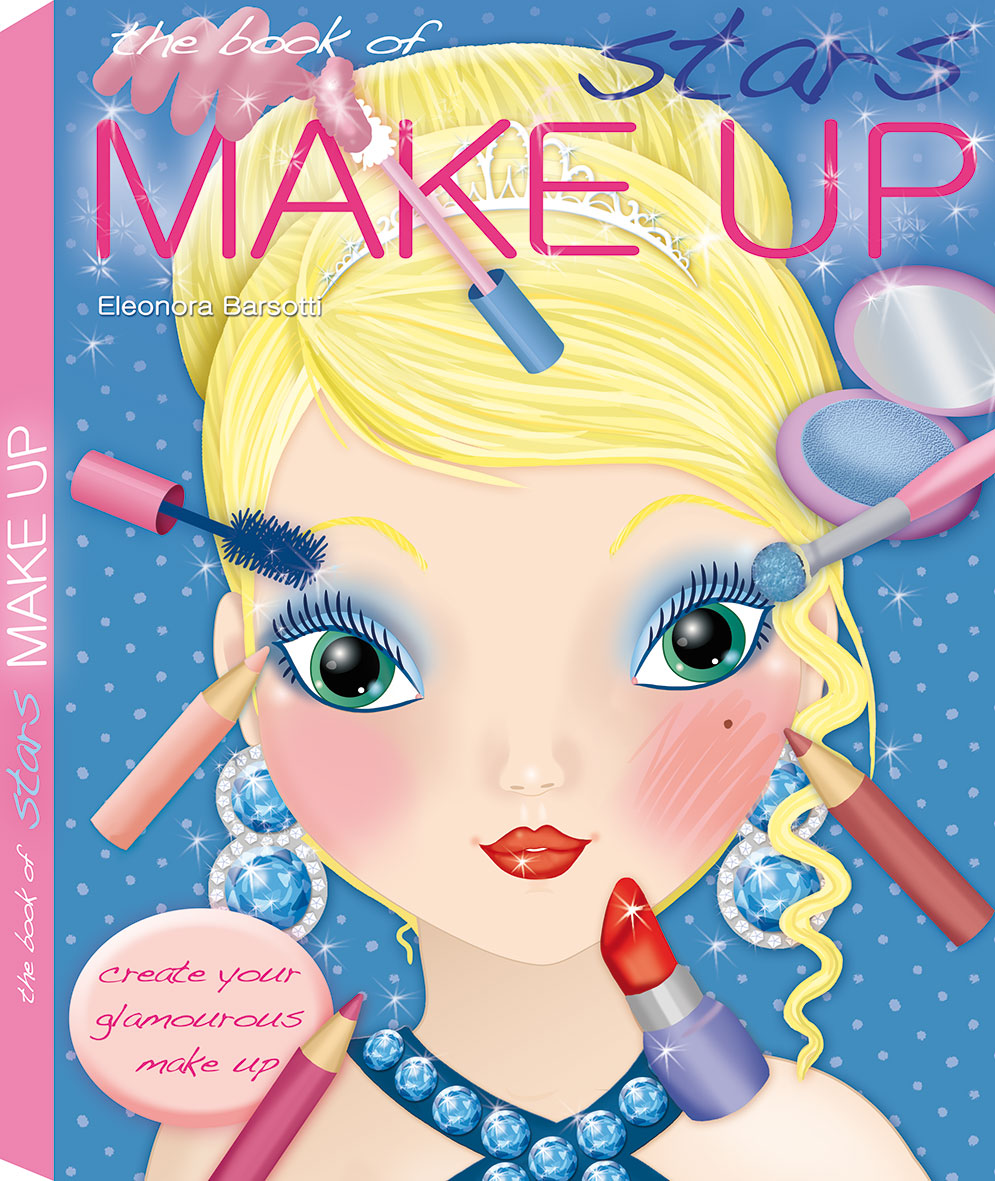 the book of stars
MAKE UP
Eleonora Barsotti
create your
glamourous
make up
the book of stars MAKE UP